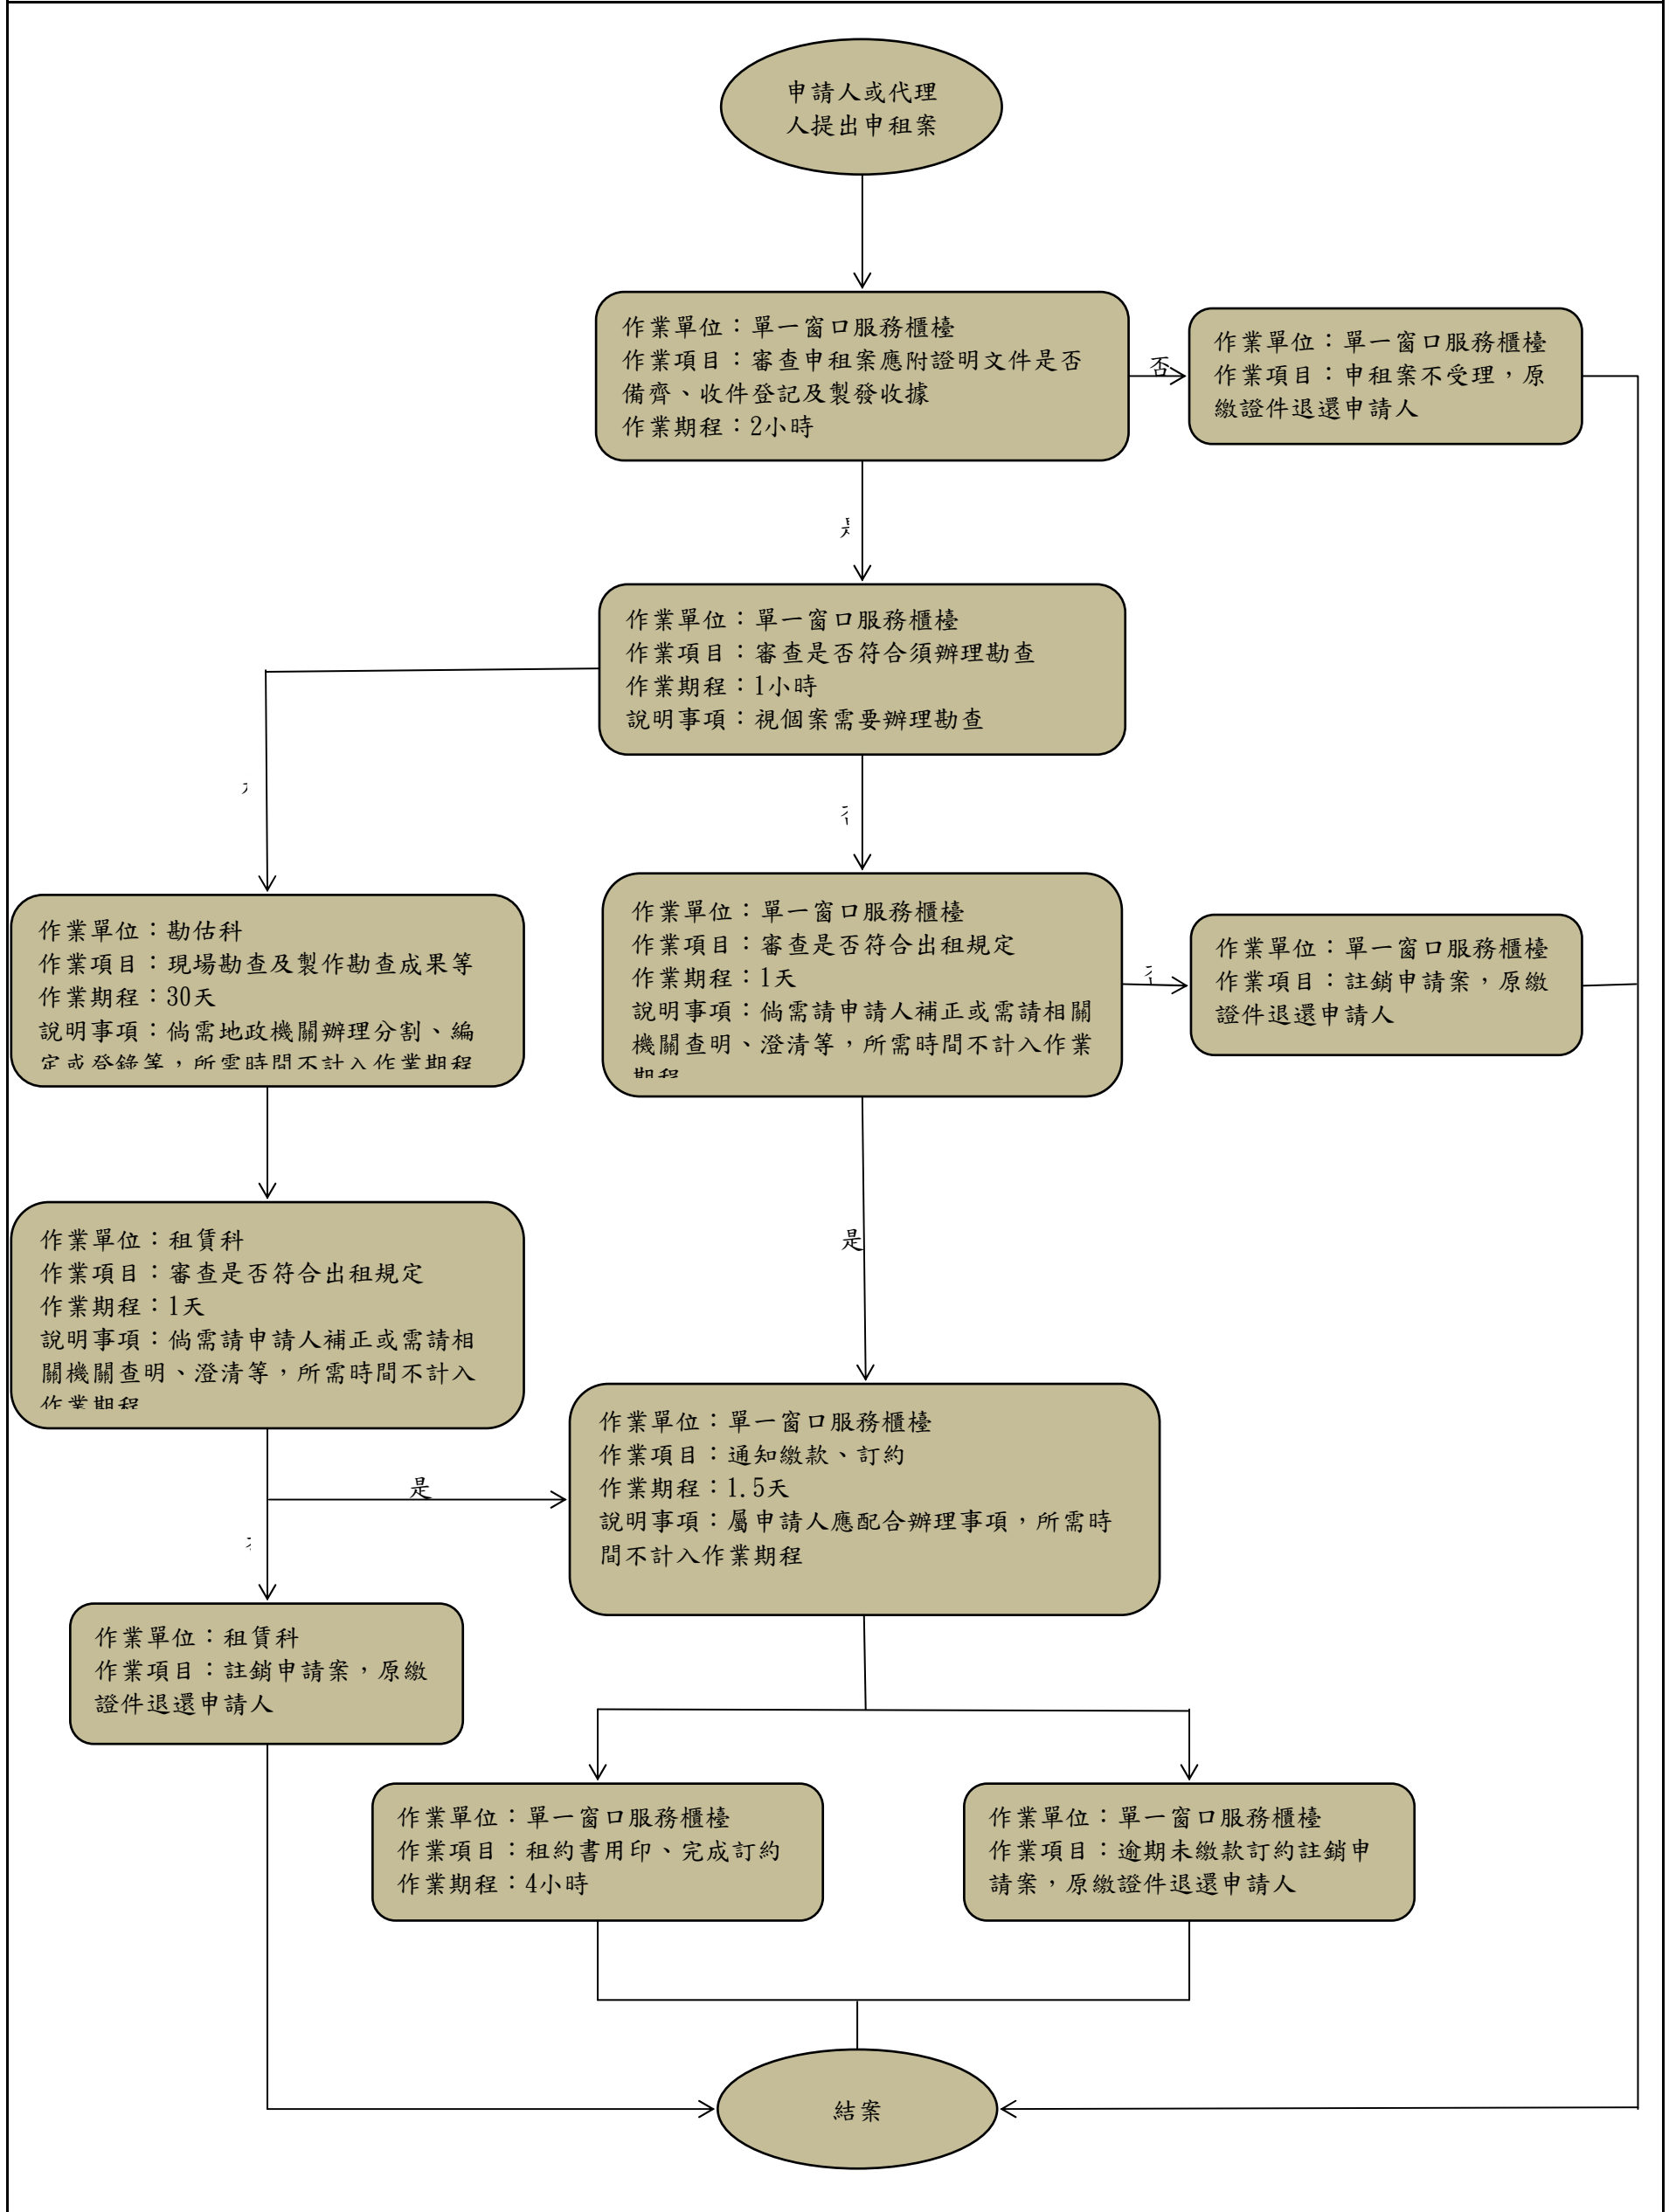 申請人或代理
人提出申租案
作業單位：單一窗口服務櫃檯
作業項目：審查申租案應附證明文件是否
備齊、收件登記及製發收據
作業期程：2小時
否
作業單位：單一窗口服務櫃檯
作業項目：申租案不受理，原
繳證件退還申請人
是
作業單位：單一窗口服務櫃檯
作業項目：審查是否符合須辦理勘查
作業期程：1小時
說明事項：視個案需要辦理勘查
作業單位：勘估科
作業項目：現場勘查及製作勘查成果等
作業期程：30天
說明事項：倘需地政機關辦理分割、編
定或登錄等，所需時間不計入作業期程
作業單位：單一窗口服務櫃檯
作業項目：審查是否符合出租規定
作業期程：1天
說明事項：倘需請申請人補正或需請相關
機關查明、澄清等，所需時間不計入作業
期程
作業單位：單一窗口服務櫃檯
作業項目：註銷申請案，原繳
證件退還申請人
作業單位：租賃科
作業項目：審查是否符合出租規定
作業期程：1天
說明事項：倘需請申請人補正或需請相
關機關查明、澄清等，所需時間不計入
作業期程
是
是
作業單位：單一窗口服務櫃檯
作業項目：通知繳款、訂約
作業期程：1.5天
說明事項：屬申請人應配合辦理事項，所需時
間不計入作業期程
作業單位：租賃科
作業項目：註銷申請案，原繳
證件退還申請人
作業單位：單一窗口服務櫃檯
作業項目：租約書用印、完成訂約
作業期程：4小時
作業單位：單一窗口服務櫃檯
作業項目：逾期未繳款訂約註銷申
請案，原繳證件退還申請人
結案